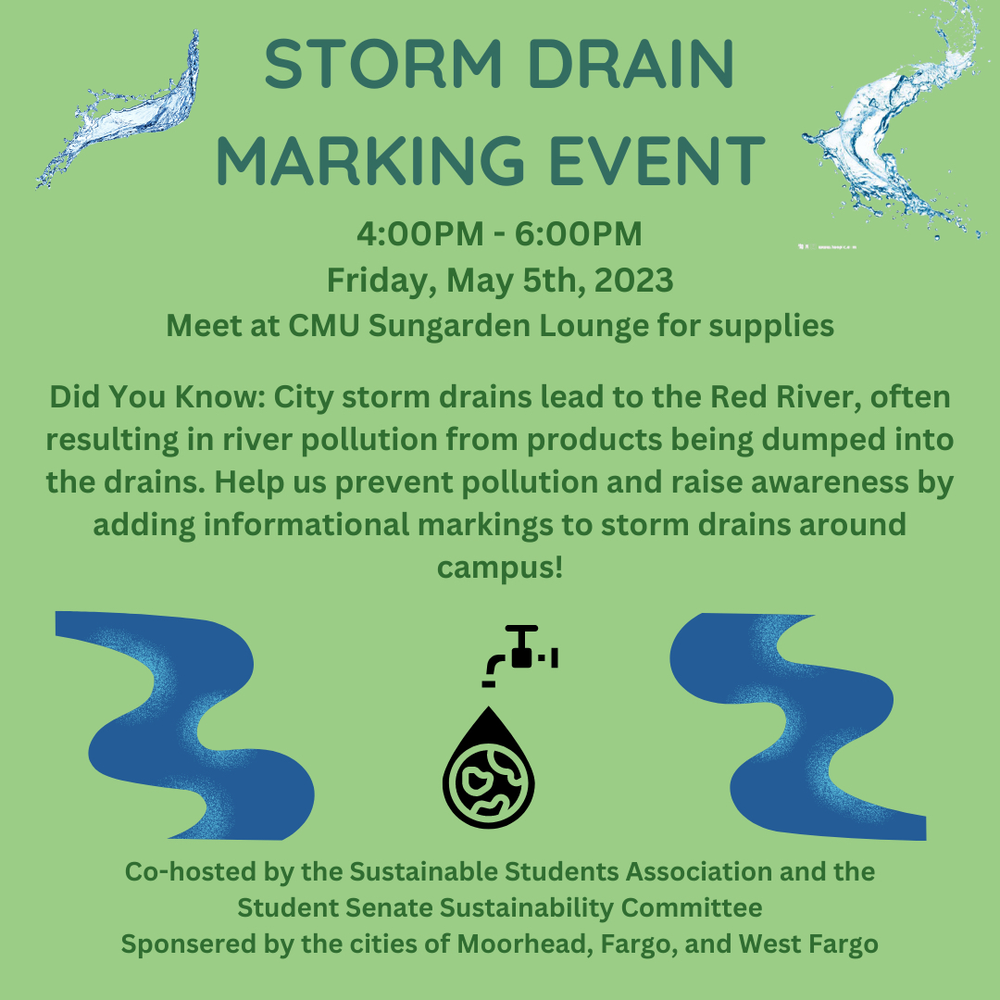 STORM DRAIN
MARKING EVENT
4:00PM - 6:00PM
Friday, May 5th, 2023
Meet at CMU Sungarden Lounge for supplies
Did You Know: City storm drains lead to the Red River, often
resulting in river pollution from products being dumped into
the drains. Help us prevent pollution and raise awareness by
adding informational markings to storm drains around
campus!
Co-hosted by the Sustainable Students Association and the
Student Senate Sustainability Committee
Sponsered by the cities of Moorhead, Fargo, and West Fargo